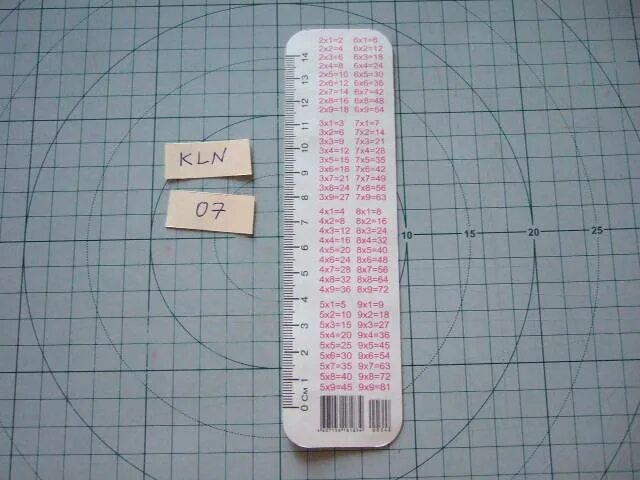 KLN
07
2x1=2 6x1=6
2x2=4 6x2=12
2x3=6 6x3=18
2x4=8 6x4=24
2x5=10 6x5=30
2x6=12 6x6=36
2x7=14 6x7=42
2x8=16 6x8=48
2x9=18 6x9=54
3x1=3 7x1=7
3x2=6 7x2=14
3x3=9 7x3=21
3x4=12 7x4=28
3x5=15 7x5=35
3x6=18 7x6=42
3x7=21 7x7=49
3x8=24 7x8=56
3x9=27 7x9=63
4x1=4 8x1=8
4x2=8 8x2=16
4x3=12 8x3=24
4x4=16 8x4=32
4x5=20 8x5=40
4x6=24 8x6=48
4x7=28 8x7=56
4x8=32 8x8=64
4x9=36 8x9=72
5x1=5 9x1=9
5x2=10 9x2=18
5x3=15 9x3=27
5x4=20 9x4=36
5x5=25 9x5=45
5x6=30 9x6=54
5x7=35 9x7=63
5x8=40 9x8=72
5x9=45 9x9=81
0 См 1 2 3 4 5 6 7 8 9 10 11 12 13 14
10 15 20 25